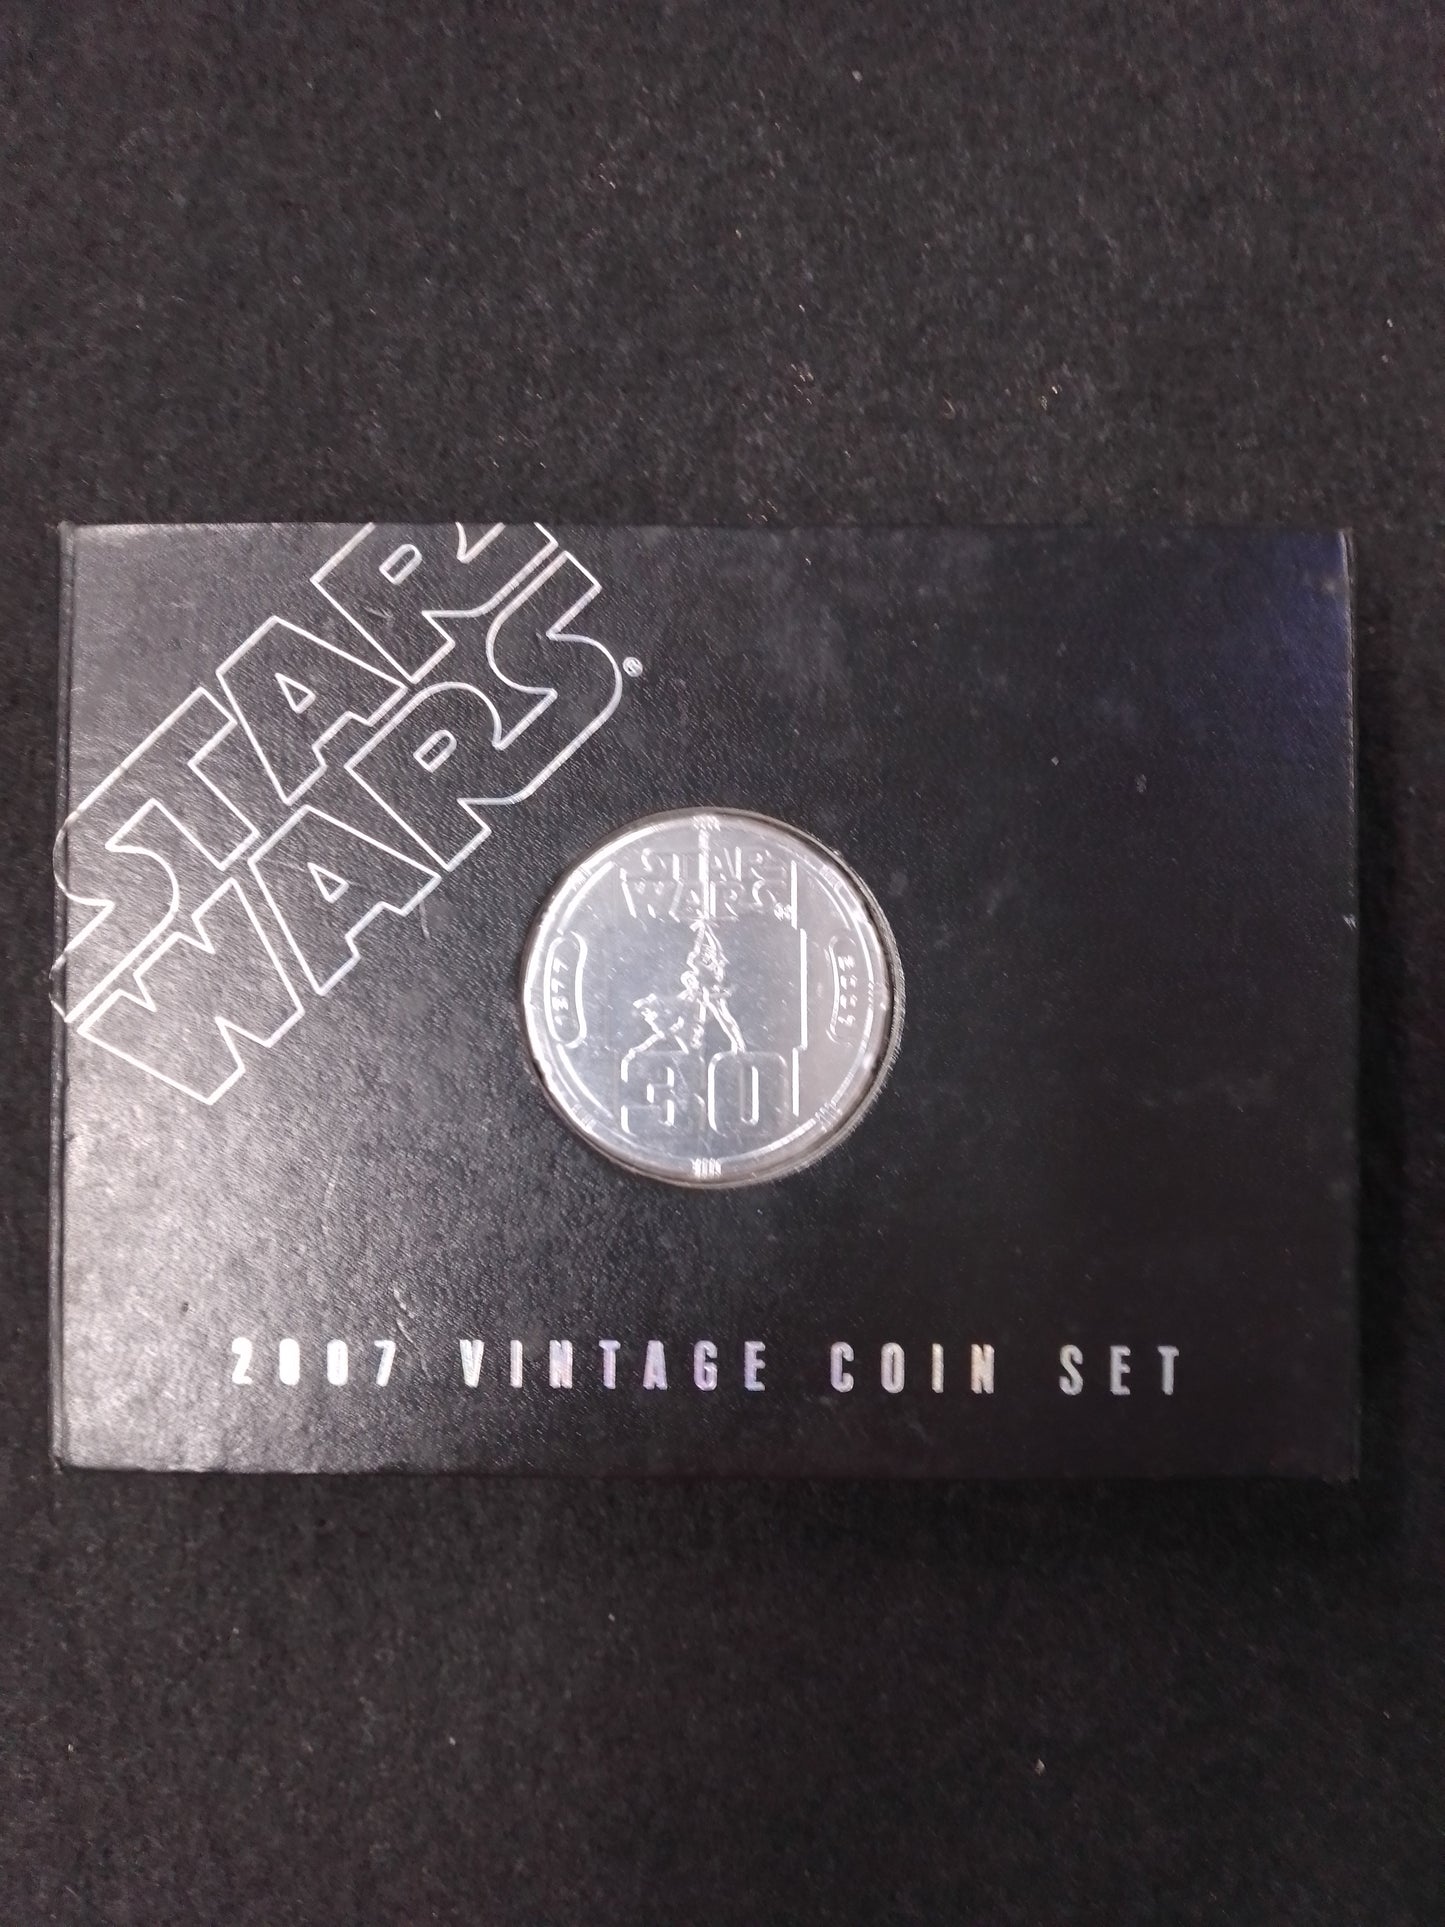 STAR
WARS®
STAR
WARS
1977
2007
30
2007 VINTAGE COIN SET